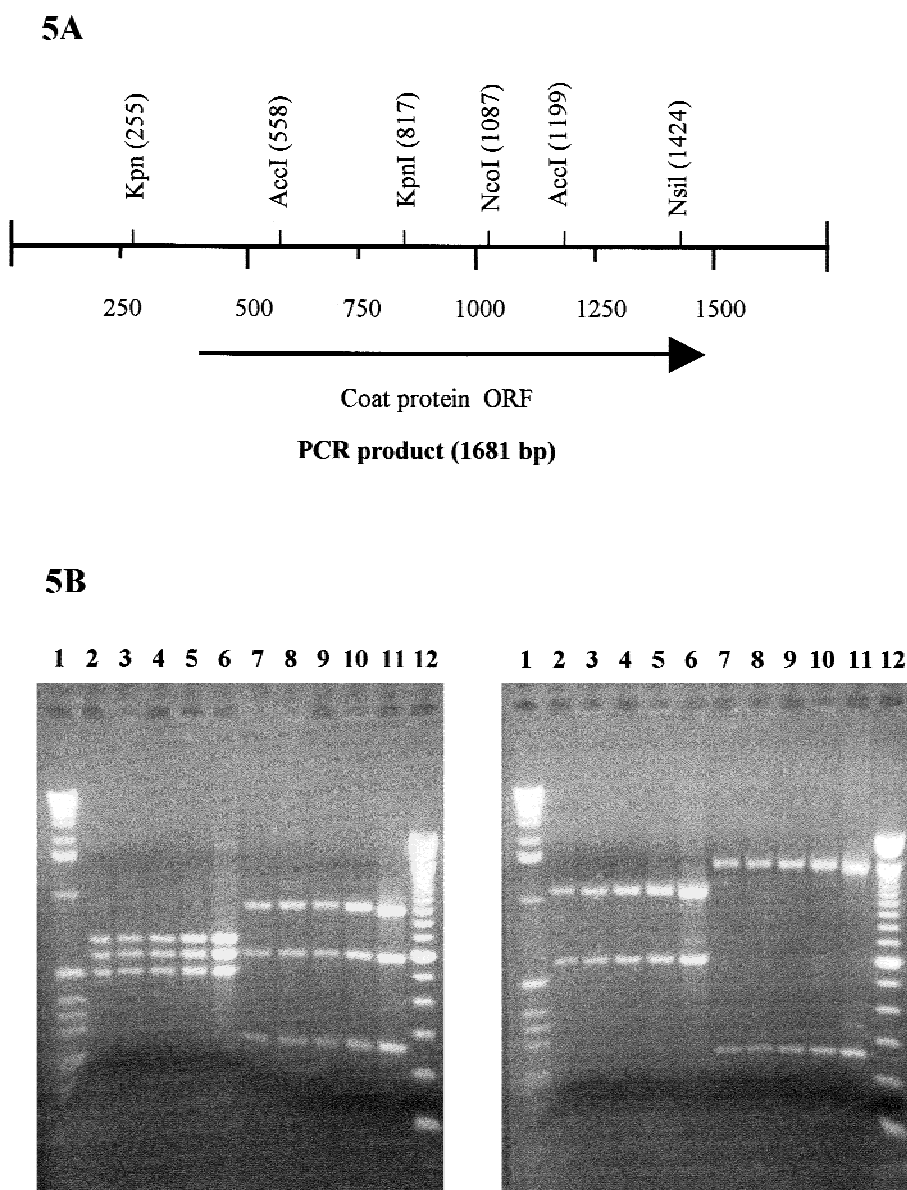 5A
Kpn (255)
AccI (558)
KpnI (817)
NcoI (1087)
AccI (1199)
NsiI (1424)
250 500 750 1000 1250 1500
Coat protein ORF
PCR product (1681 bp)
5B
1 2 3 4 5 6 7 8 9 10 11 12
1 2 3 4 5 6 7 8 9 10 11 12